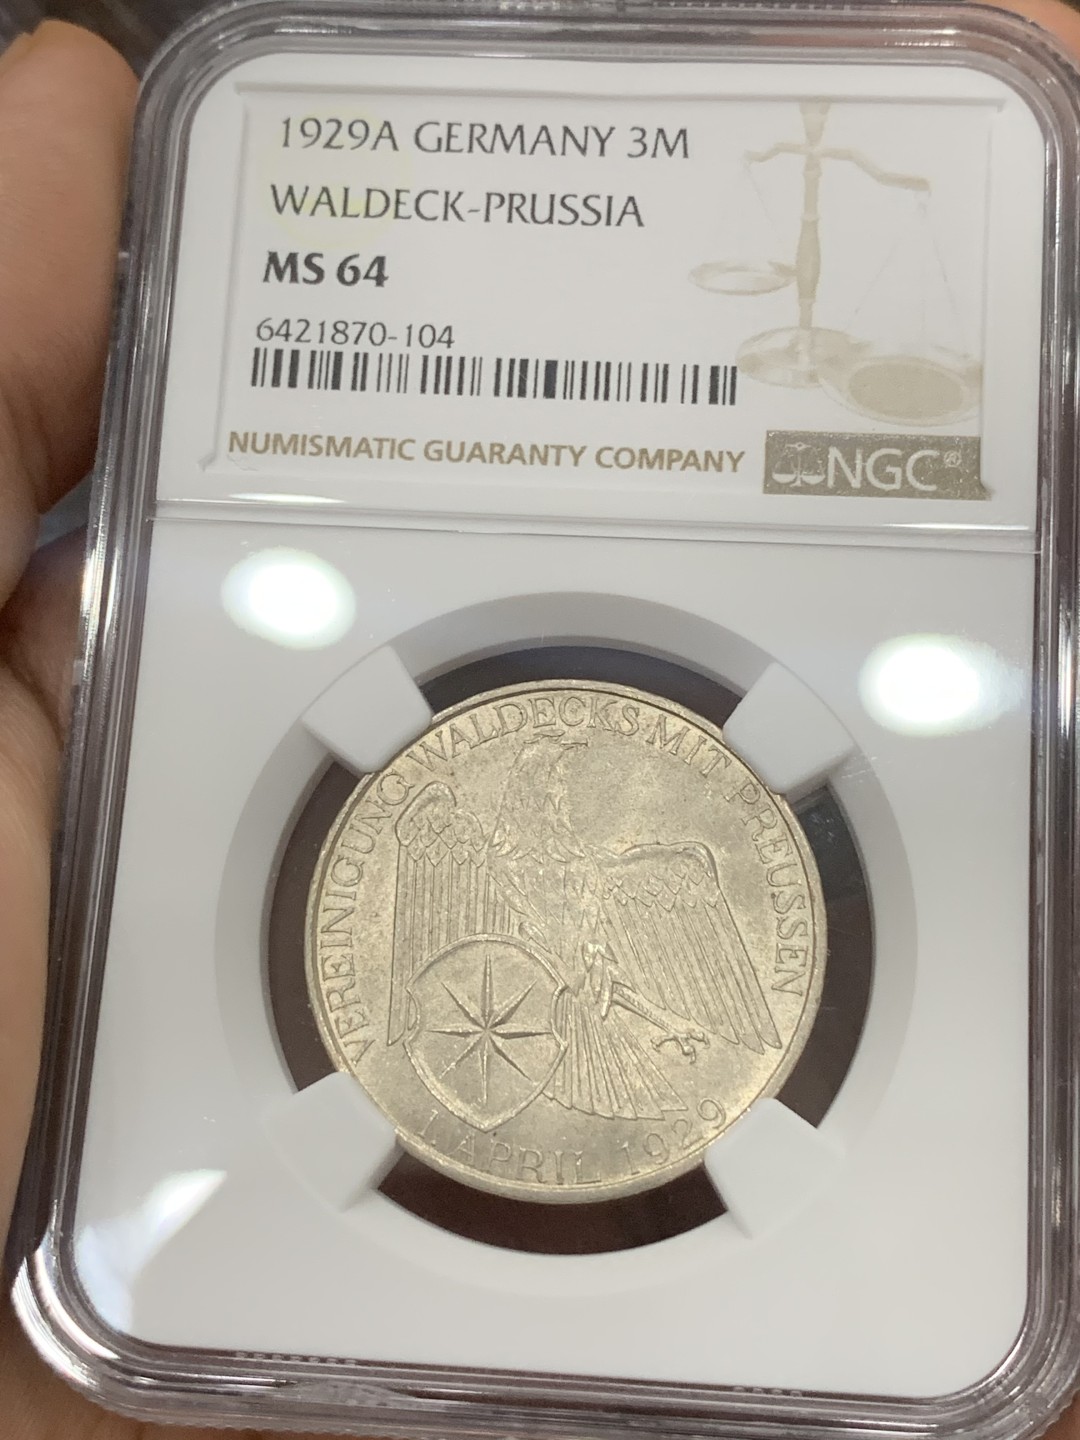 1929A GERMANY 3M
WALDECK-PRUSSIA
MS 64
6421870-104
NUMISMATIC GUARANTY COMPANY
NGC®
VEREINIGUNG WALDECKS MIT PREUSSEN
1. APRIL 1929